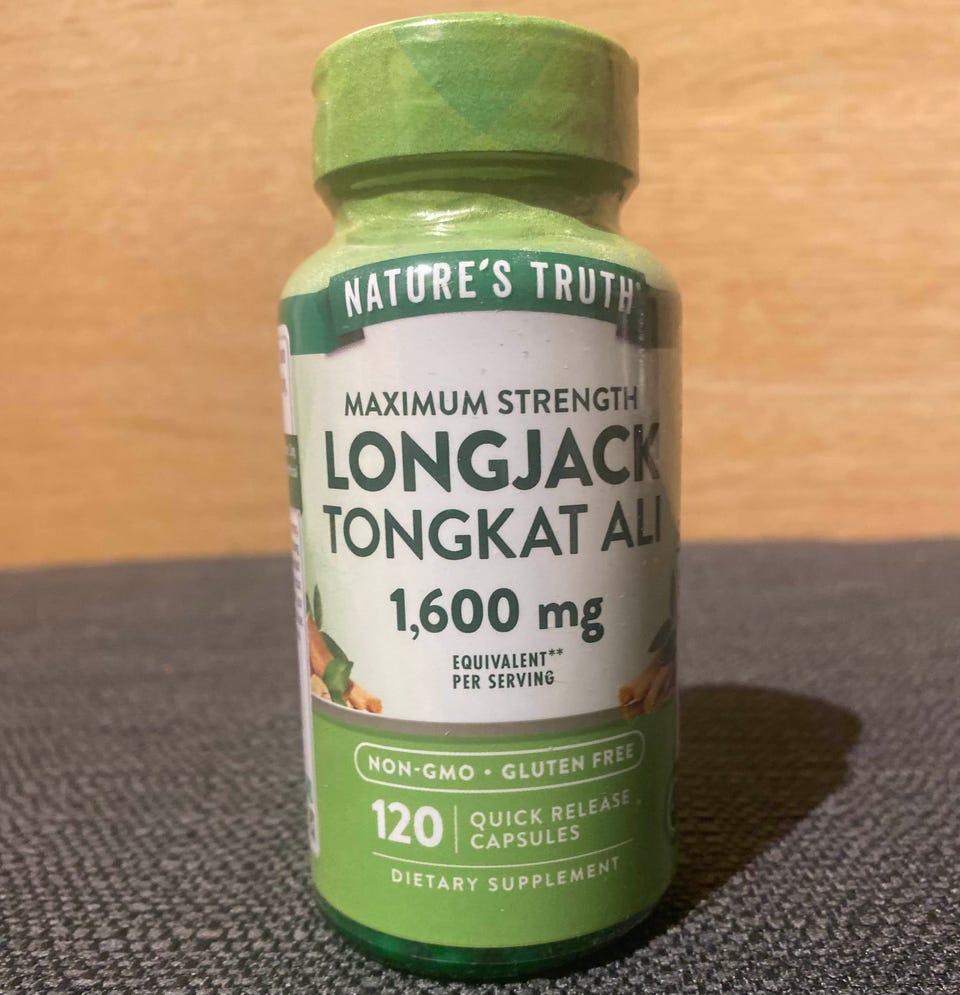 NATURE'S TRUTH®
MAXIMUM STRENGTH
LONGJACK
TONGKAT ALI
1,600 mg
EQUIVALENT**
PER SERVING
NON-GMO • GLUTEN FREE
120
QUICK RELEASE
CAPSULES
DIETARY SUPPLEMENT